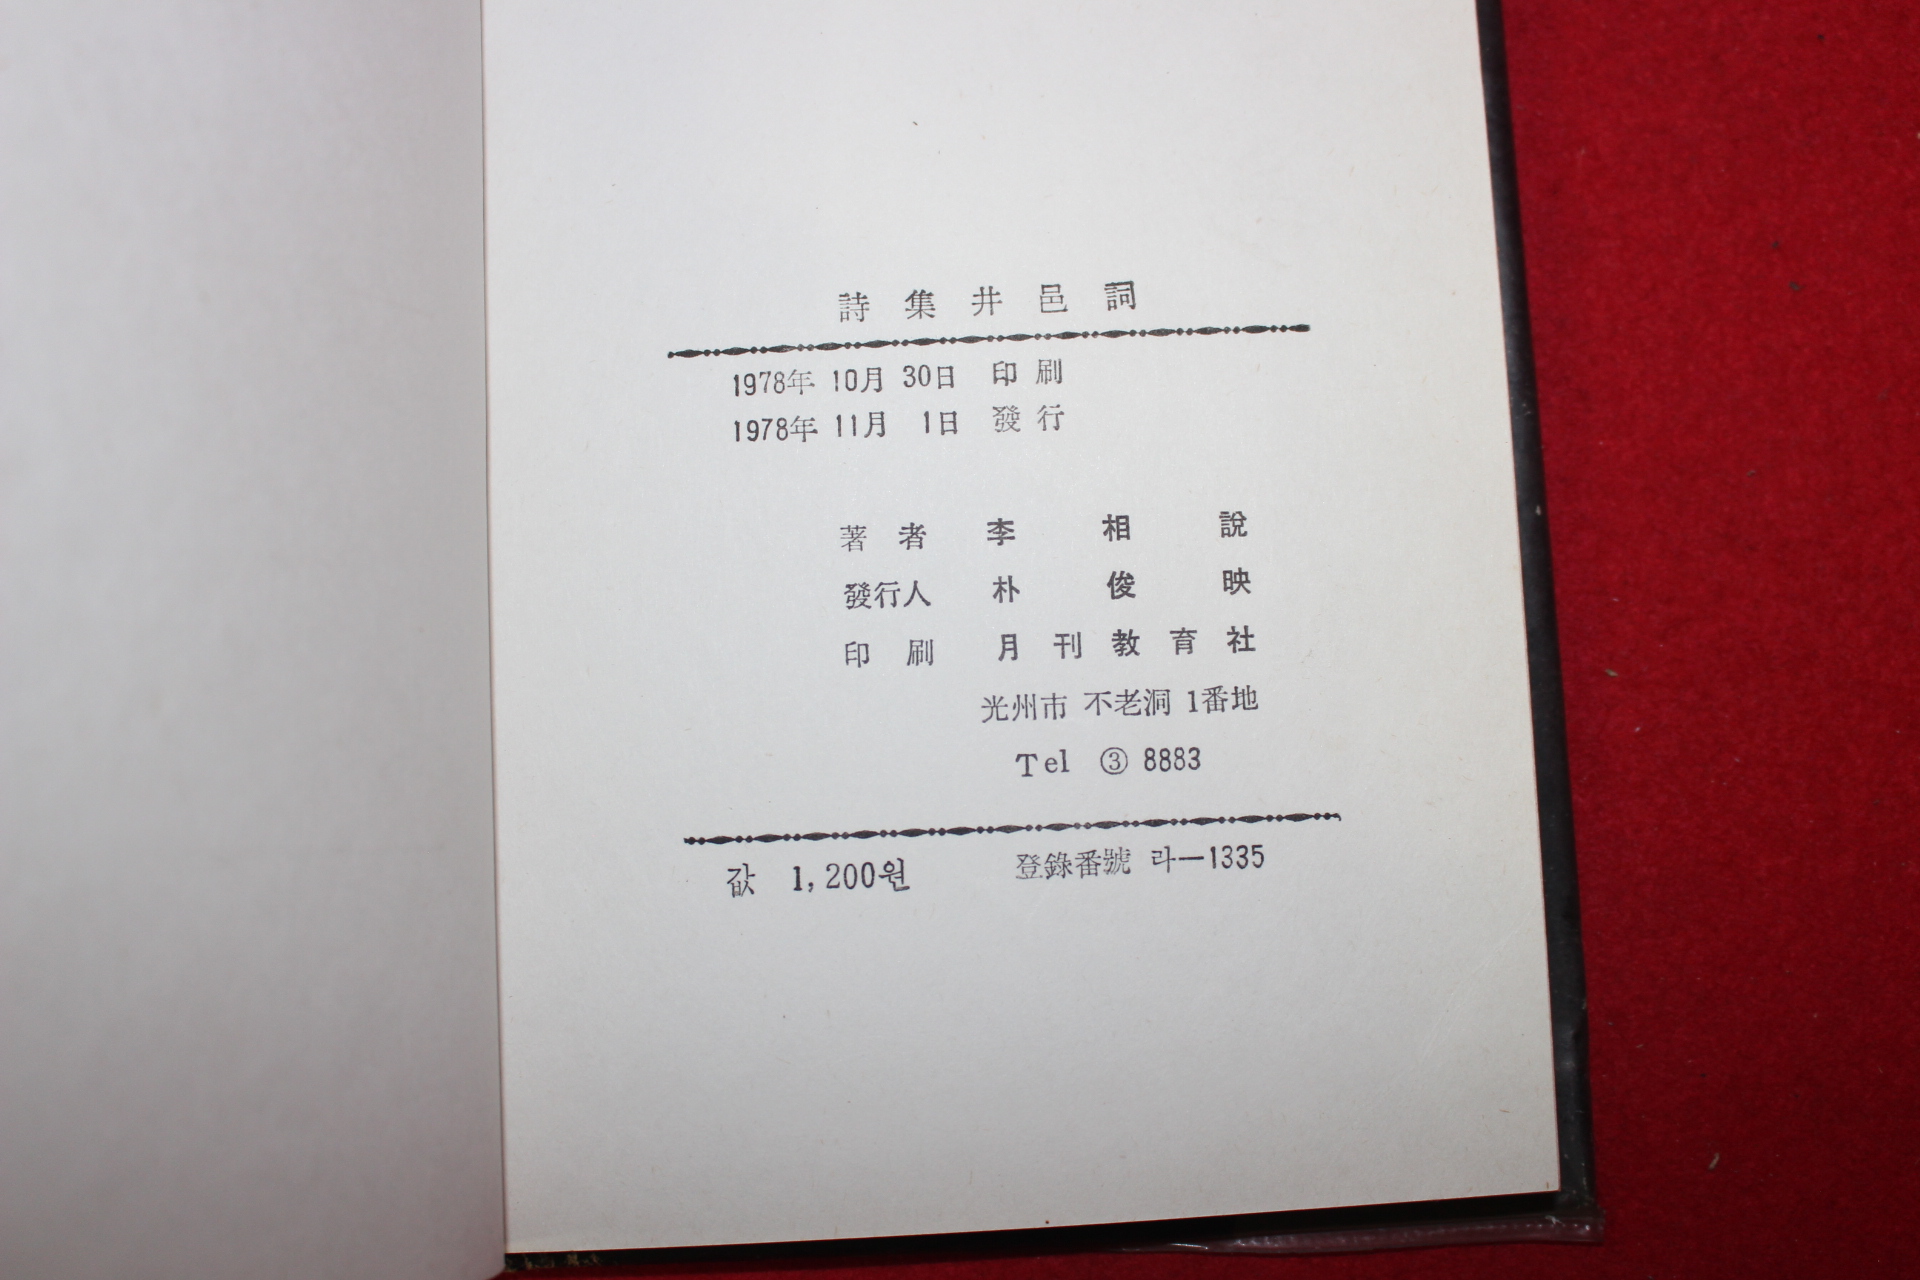 詩集井邑詞
1978年 10月 30日 印刷
1978年 11月 1日 發行
著者 李相說
發行人 朴俊映
印刷 月刊教育社
光州市 不老洞 1番地
Tel ③ 8883
값 1,200원 登錄番號 라—1335